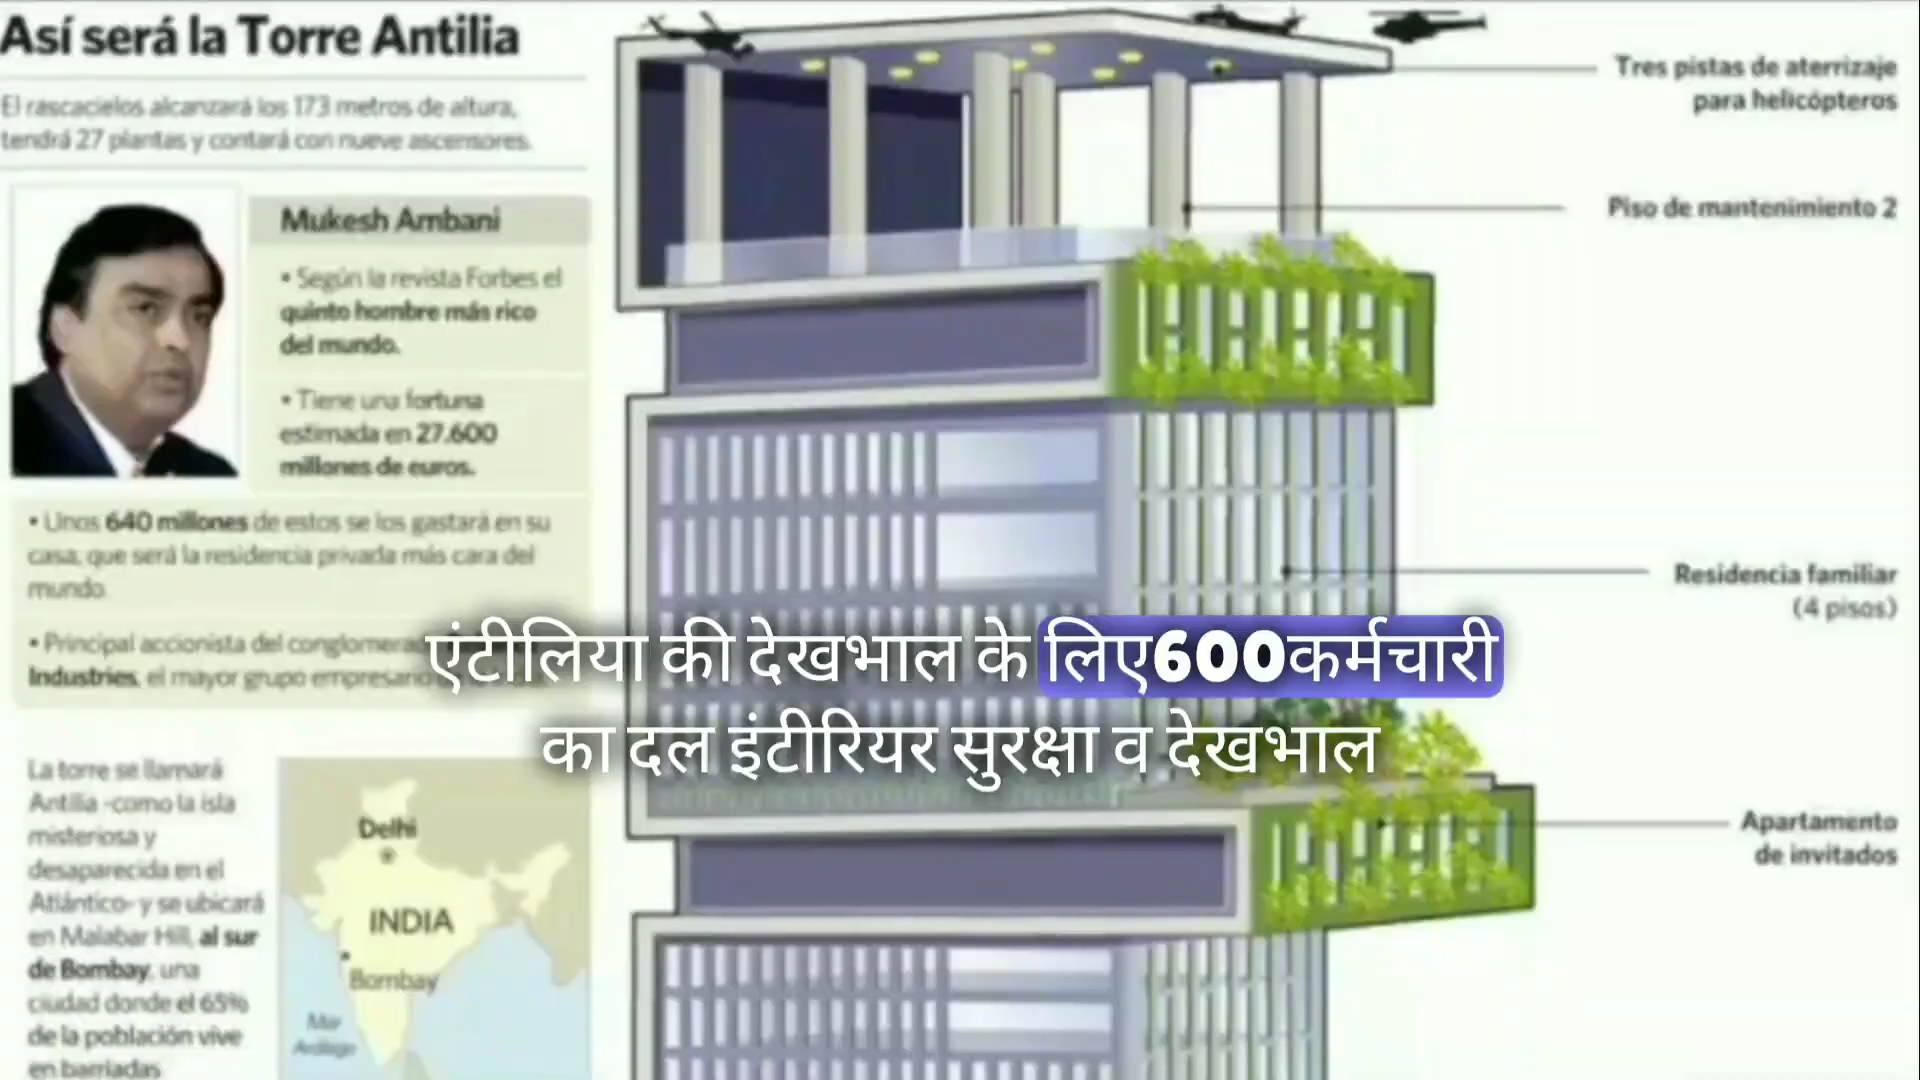 Así será la Torre Antilia
El rascacielos alcanzará los 173 metros de altura,
tendrá 27 plantas y contará con nueve ascensores.
Mukesh Ambani
• Según la revista Forbes el
quinto hombre más rico
del mundo.
• Tiene una fortuna
estimada en 27.600
millones de euros.
• Unos 640 millones de estos se los gastará en su
casa, que será la residencia privada más cara del
mundo.
• Principal accionista del
Industries, el mayor grupo
La torre se llamará
Antilia -como la isla
misteriosa y
desaparecida en el
Atlántico- y se ubicará
en Malabar Hill, al sur
de Bombay, una
ciudad donde el 65%
de la población vive
en barriadas
Delhi
INDIA
Bombay
Mar
Arábigo
Tres pistas de aterrizaje
para helicópteros
Piso de mantenimiento 2
Residencia familiar
(4 pisos)
Apartamento
de invitados
एंटीलिया की देखभाल के लिए600कर्मचारी
का दल इंटीरियर सुरक्षा व देखभाल